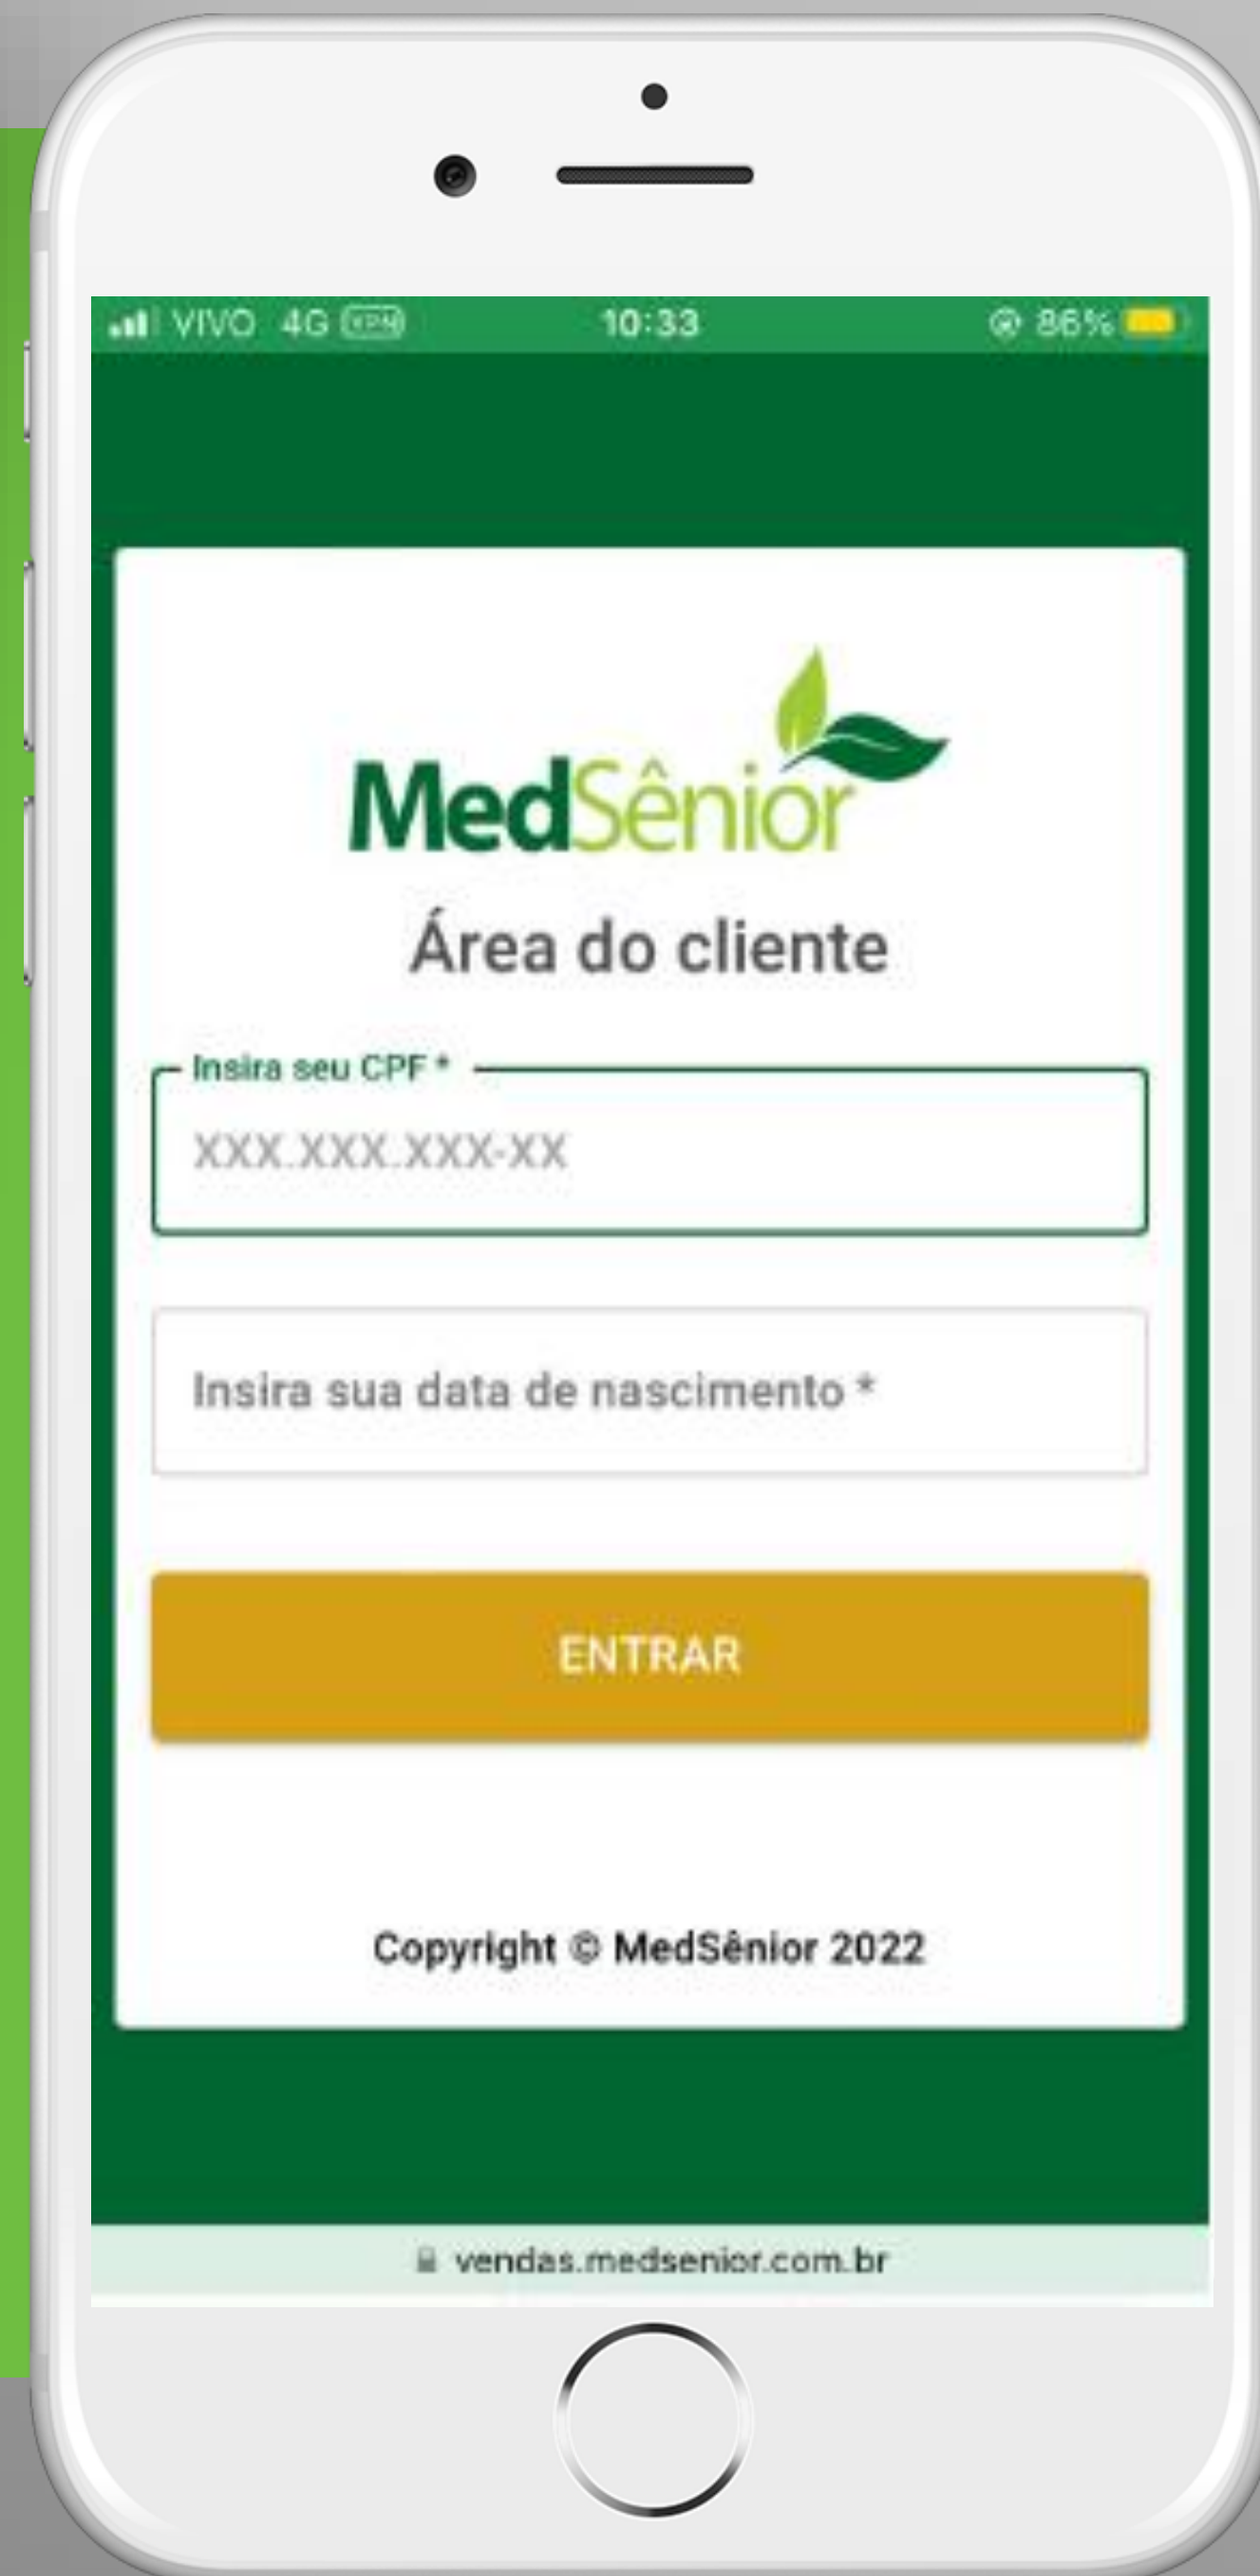 VIVO 4G VPN 10:33 86%
MedSênior
Área do cliente
Insira seu CPF *
XXX.XXX.XXX-XX
Insira sua data de nascimento *
ENTRAR
Copyright © MedSênior 2022
vendas.medsenior.com.br